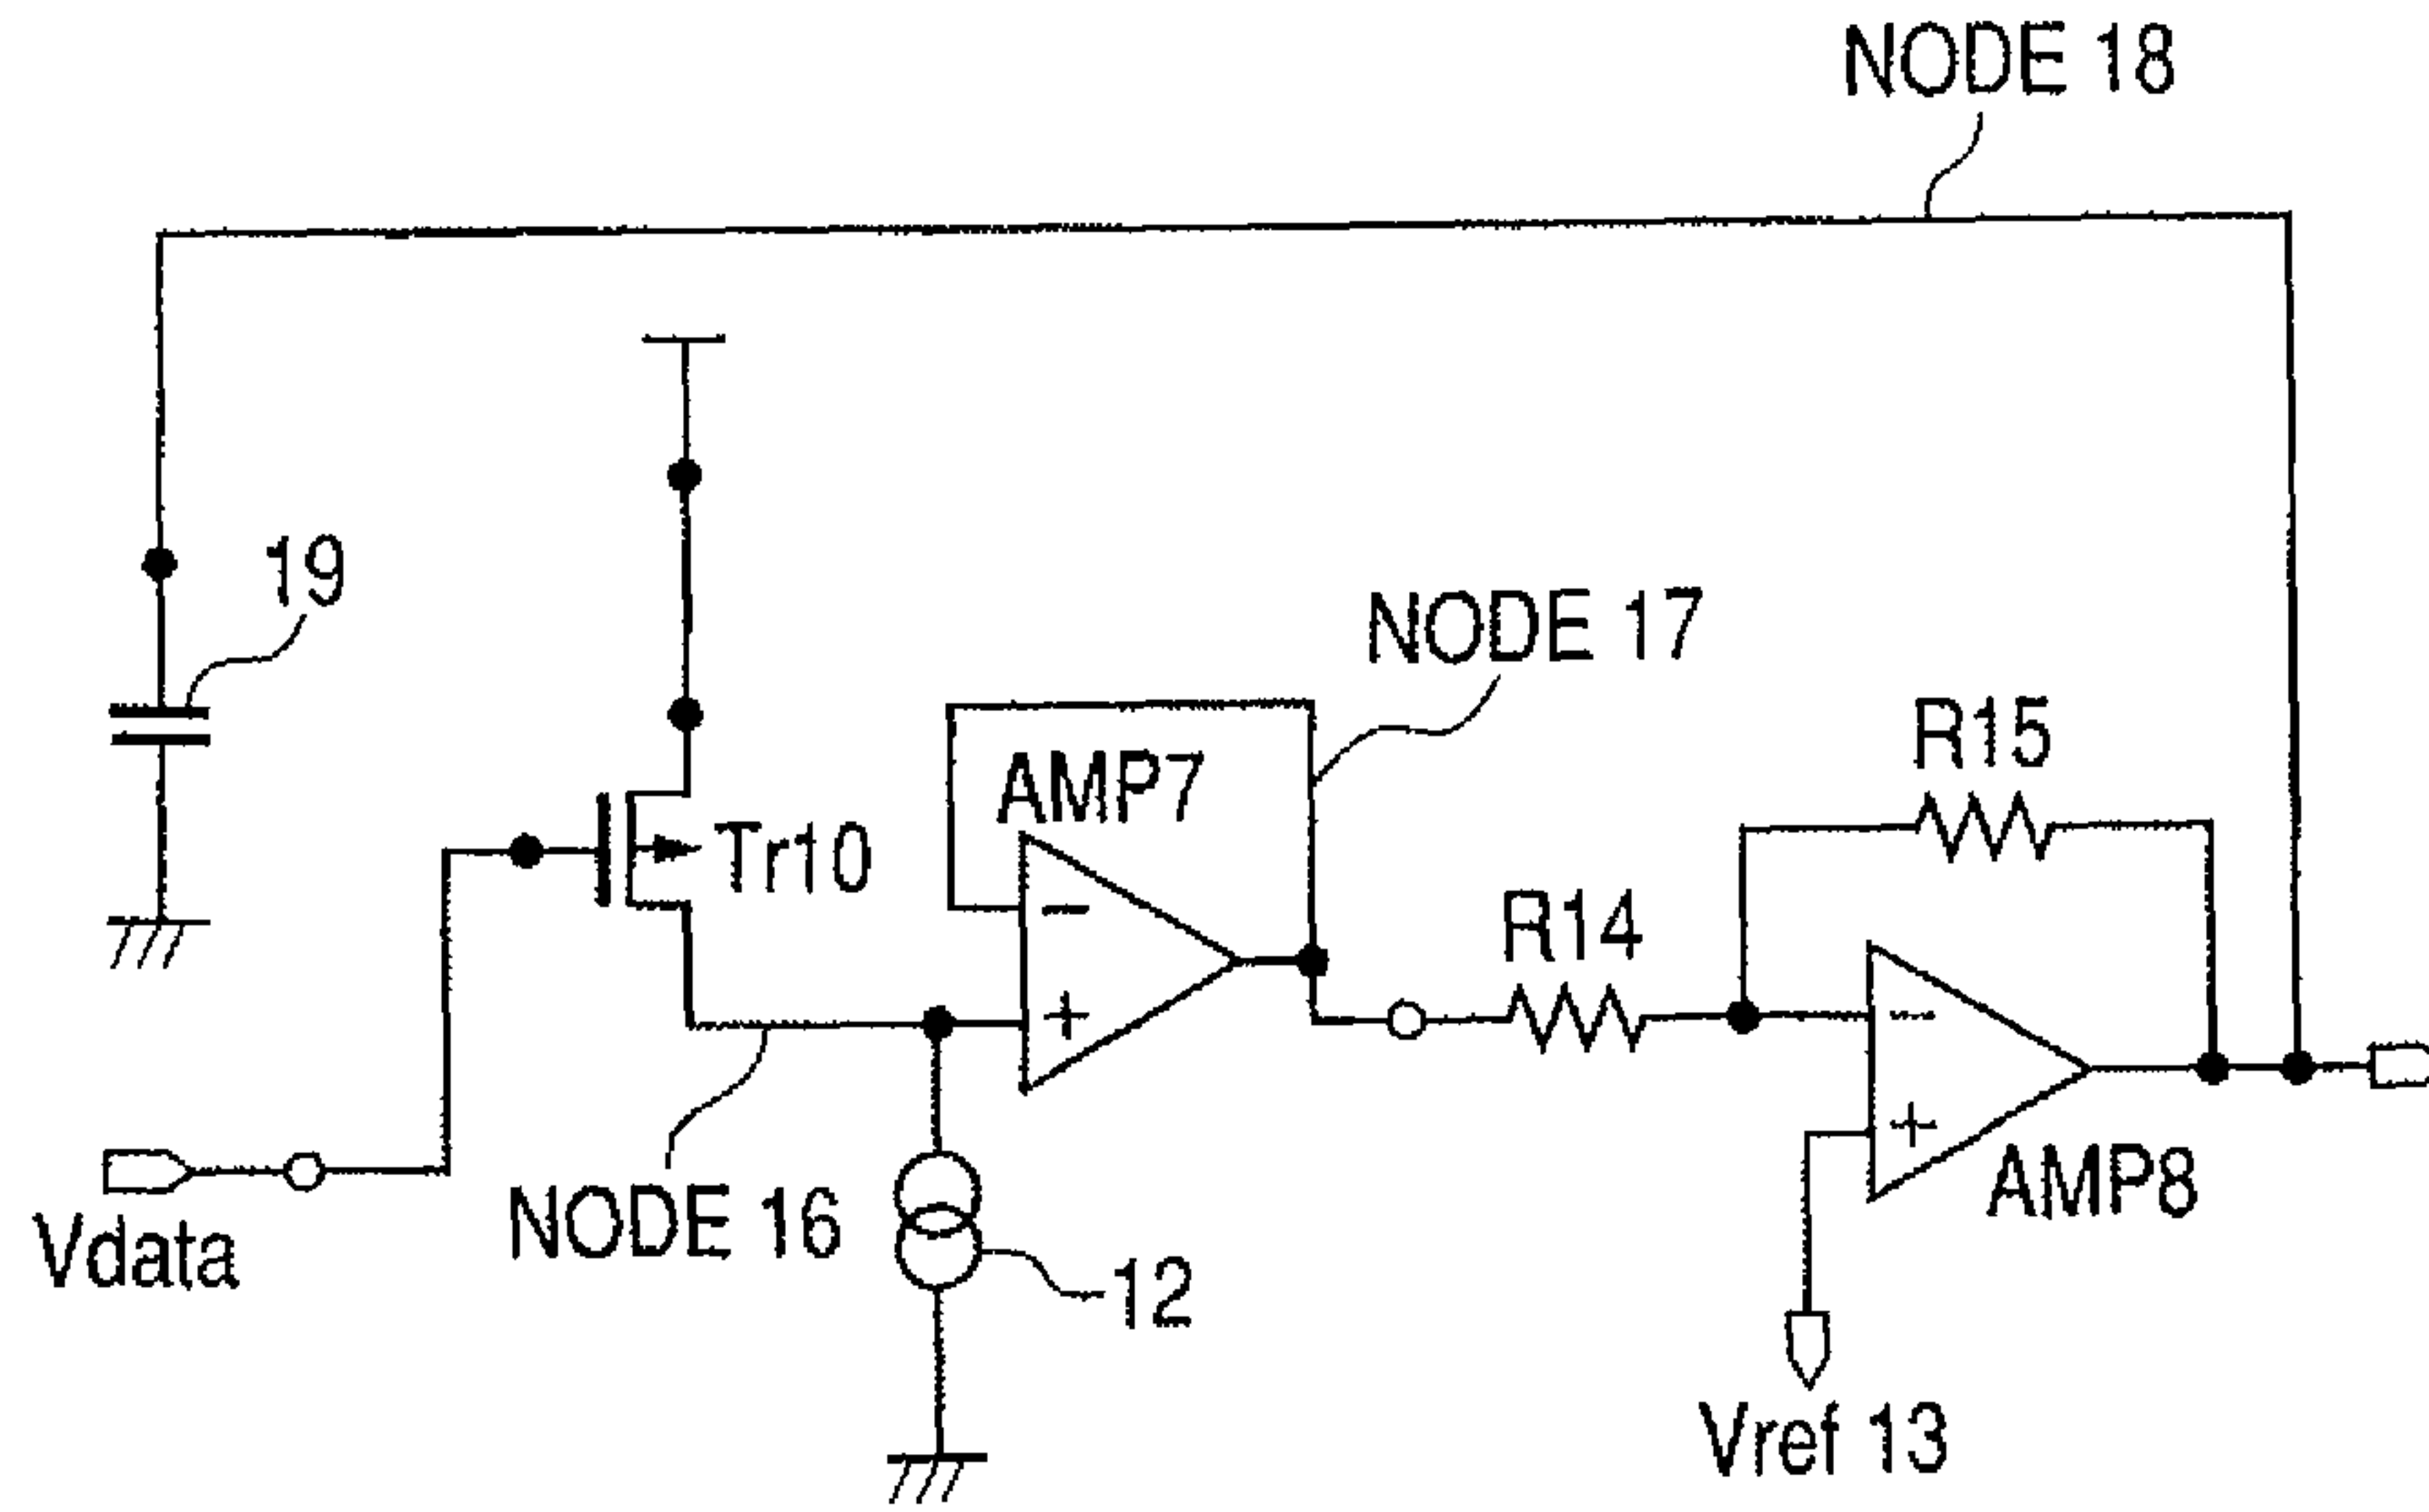 NODE 18
19
NODE 17
R15
AMP7
Tr10
R14
NODE 16
AMP8
Vdata
12
Vref 13